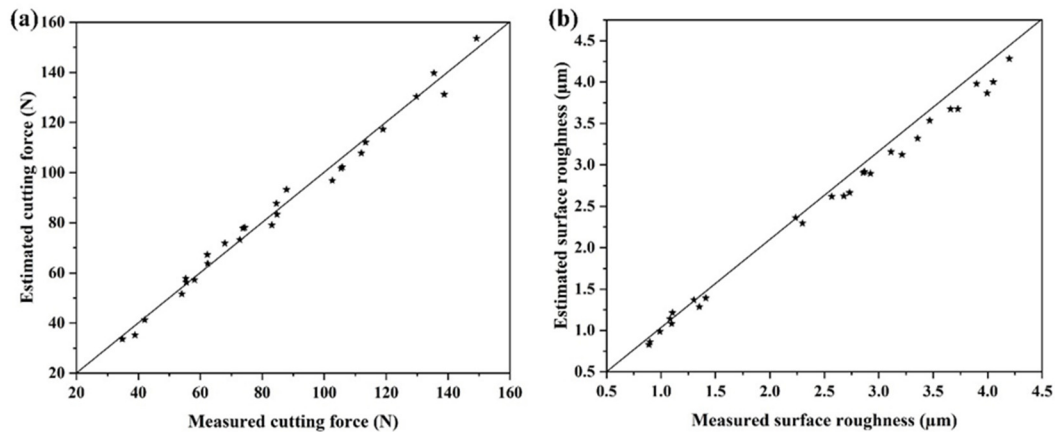 (a)
Estimated cutting force (N)
160
140
120
100
80
60
40
20
20 40 60 80 100 120 140 160
Measured cutting force (N)
(b)
Estimated surface roughness (μm)
4.5
4.0
3.5
3.0
2.5
2.0
1.5
1.0
0.5
0.5 1.0 1.5 2.0 2.5 3.0 3.5 4.0 4.5
Measured surface roughness (μm)